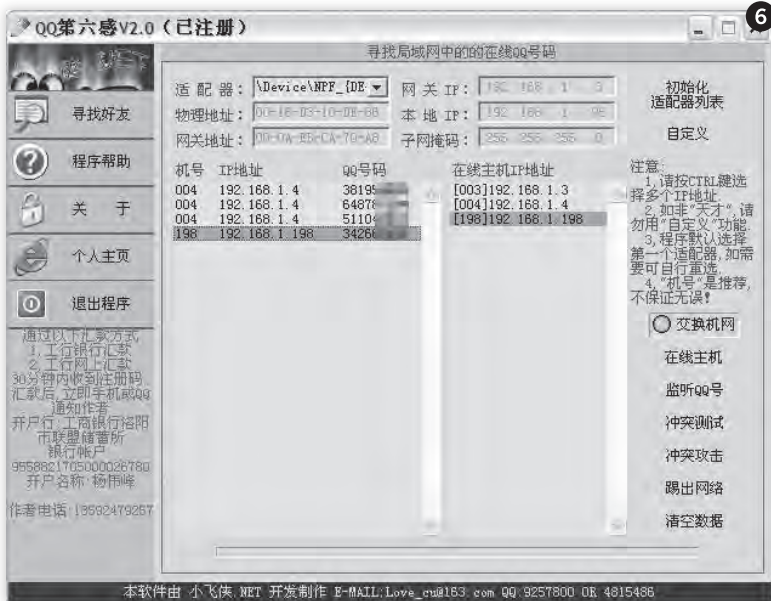 6
QQ第六感V2.0（已注册）
寻找好友
程序帮助
关 于
个人主页
退出程序
通过以下汇款方式
1, 工行银行汇款
2, 工行网上汇款
30分钟内收到注册码
汇款后,立即手机或QQ
通知作者
开户行:工商银行洛阳
市联盟储蓄所
银行帐户
开户名称:杨伟峰
寻找局域网中的的在线QQ号码
适 配 器： \Device\NPF_{DE
网 关 IP： 192 168 1 3
物理地址：
本 地 IP： 192 168 1
网关地址：
子网掩码： 255 255 255 0
机号 IP地址 QQ号码
004 192.168.1.4 3819
004 192.168.1.4 6487
004 192.168.1.4 5110
198 192.168.1.198 3426
在线主机IP地址
[003]192.168.1.3
[004]192.168.1.4
[198]192.168.1.198
初始化
适配器列表
自定义
注意:
1,请按CTRL键选
择多个IP地址.
2,如非"天才",请
勿用"自定义"功能.
3,程序默认选择
第一个适配器,如需
要可自行重选.
4,"机号"是推荐,
不保证无误!
交换机网
在线主机
监听QQ号
冲突测试
冲突攻击
踢出网络
清空数据
本软件由 小飞侠.NET 开发制作 E-MAIL:Love_cu@163.com QQ:9257800 OR 4815486